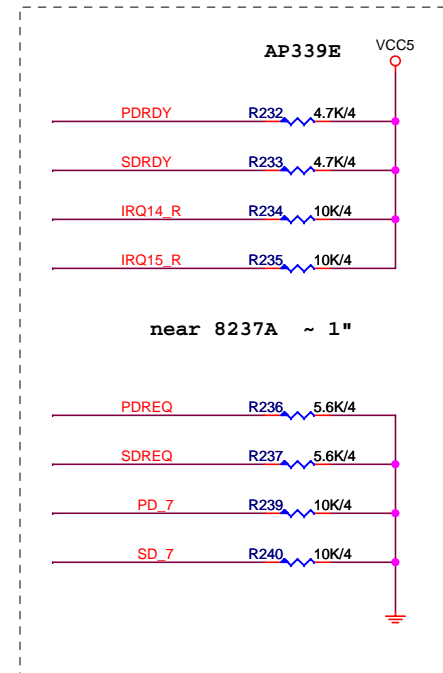 AP339E VCC5
PDRDY R232 4.7K/4
SDRDY R233 4.7K/4
IRQ14_R R234 10K/4
IRQ15_R R235 10K/4
near 8237A ~ 1"
PDREQ R236 5.6K/4
SDREQ R237 5.6K/4
PD_7 R239 10K/4
SD_7 R240 10K/4